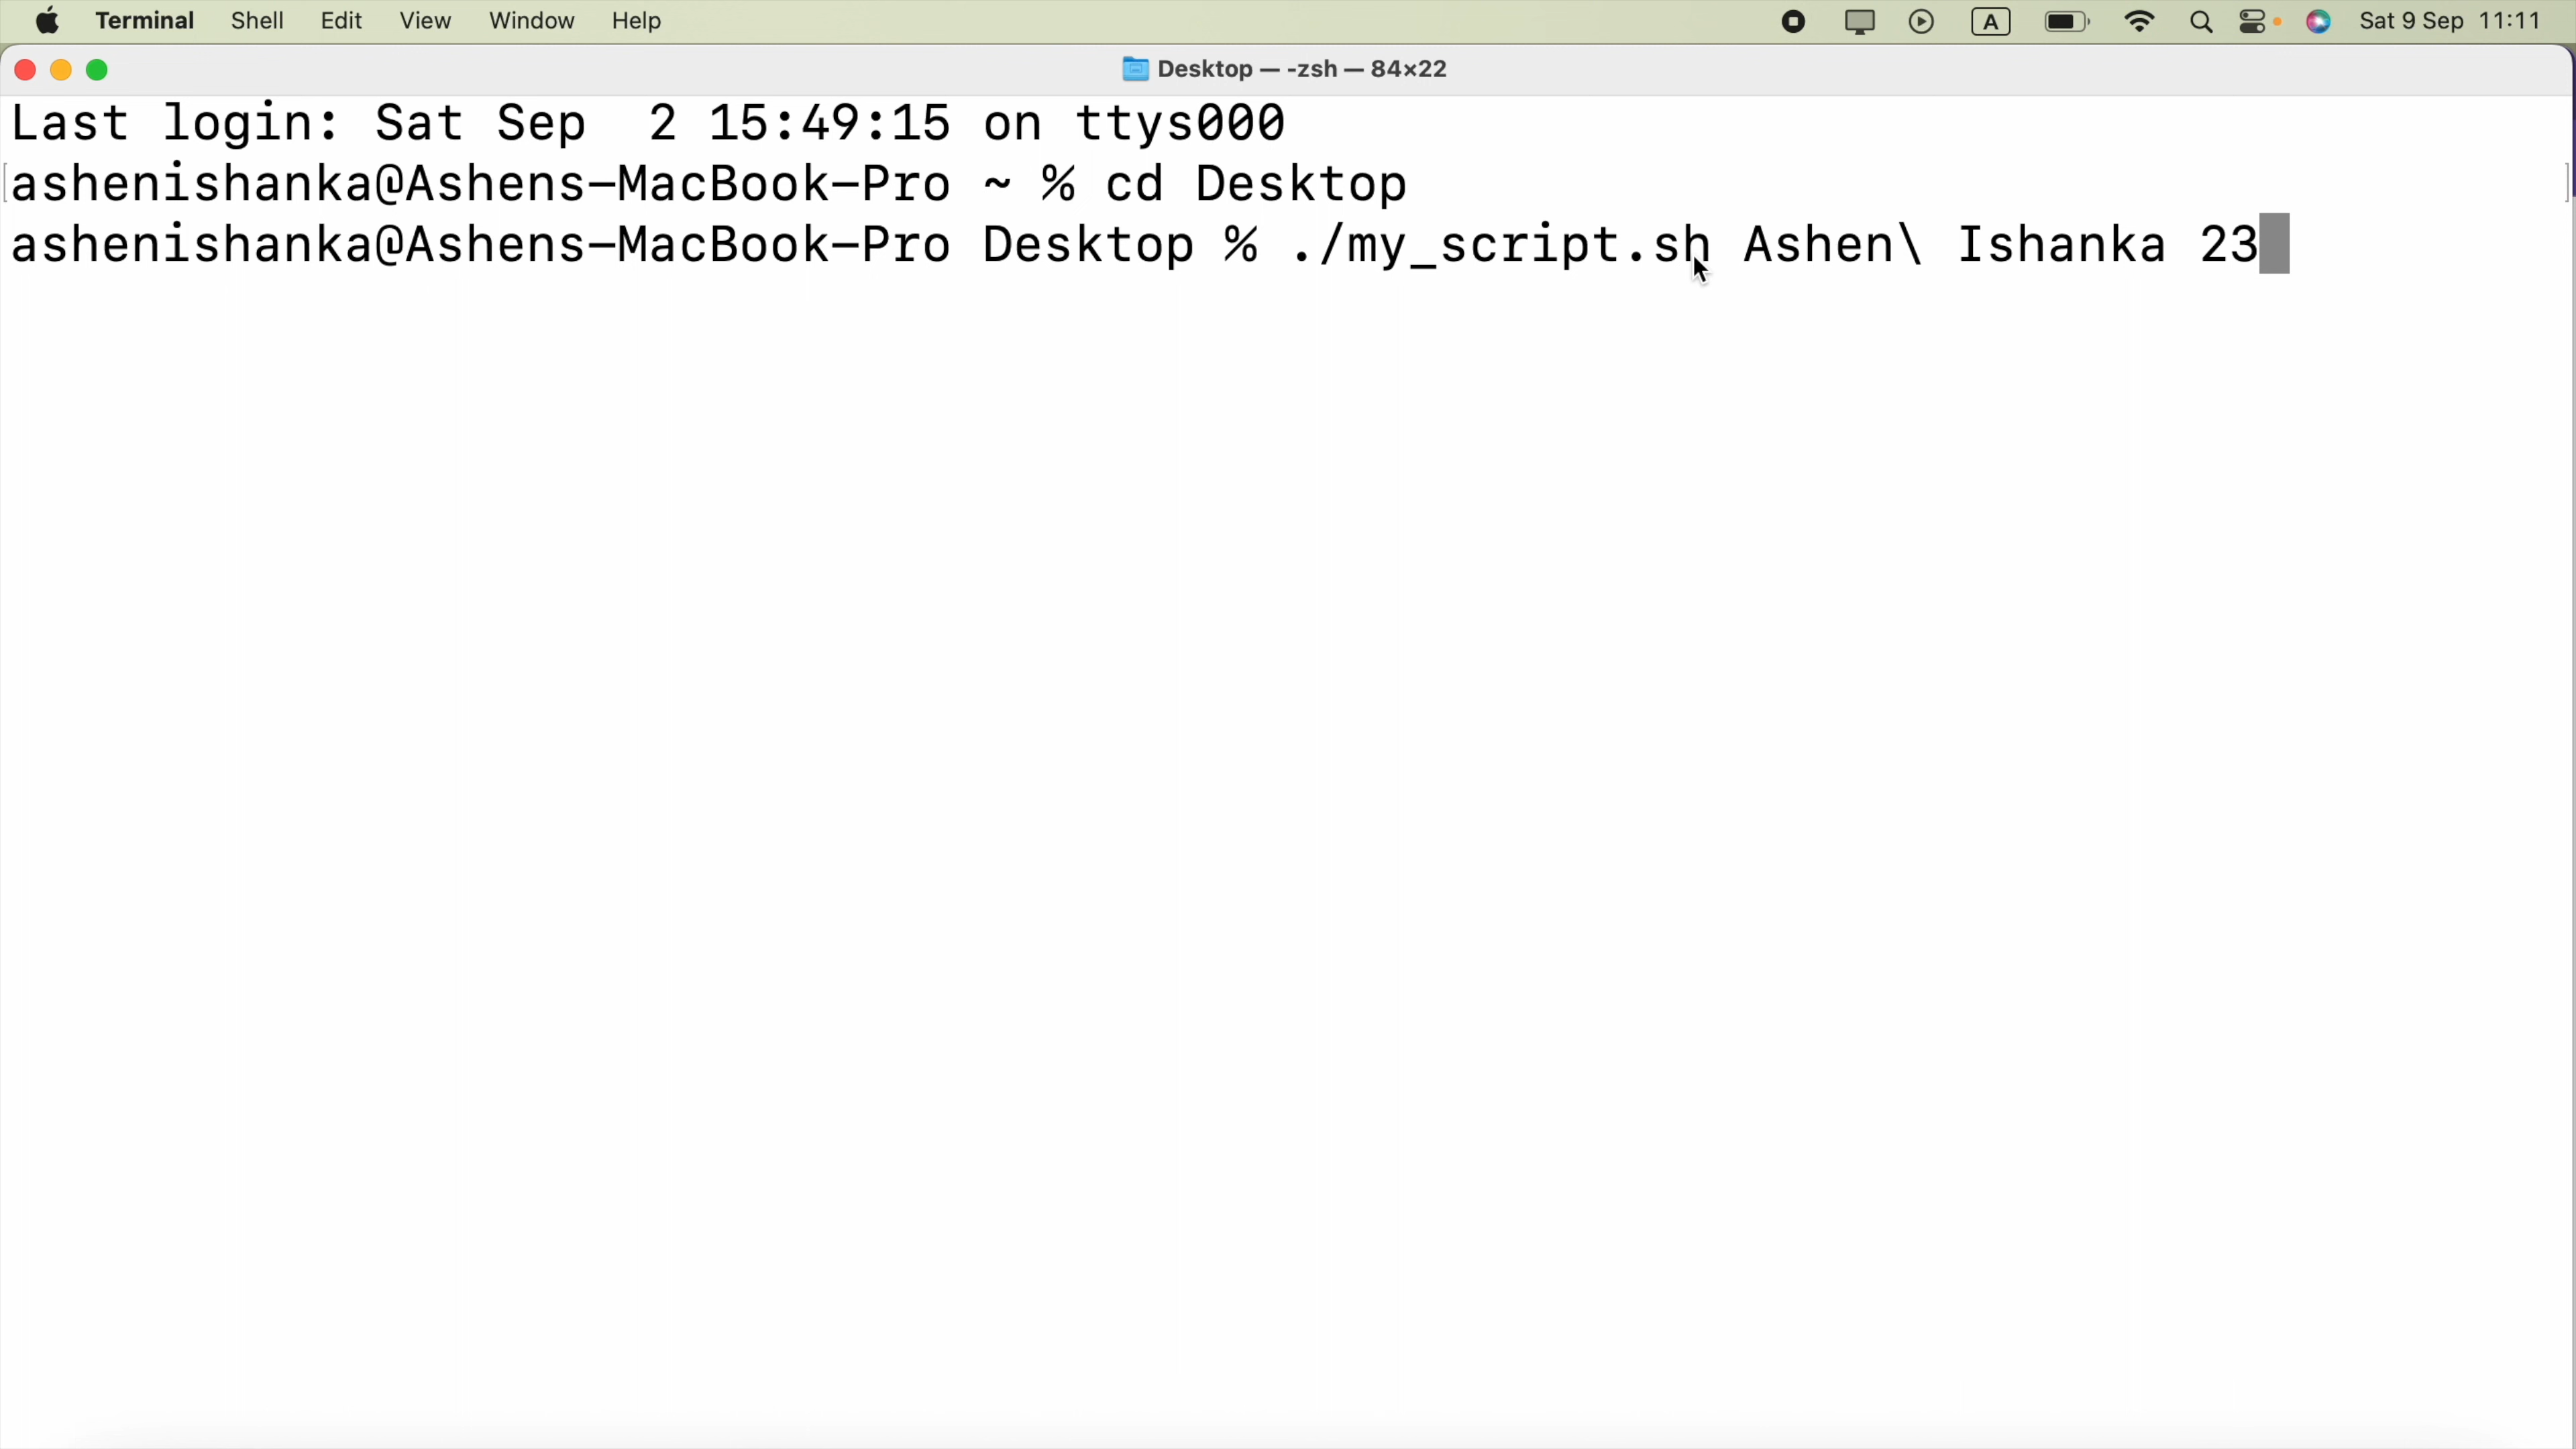 Terminal Shell Edit View Window Help A Sat 9 Sep 11:11
Desktop — -zsh — 84×22
Last login: Sat Sep  2 15:49:15 on ttys000
ashenishanka@Ashens-MacBook-Pro ~ % cd Desktop
ashenishanka@Ashens-MacBook-Pro Desktop % ./my_script.sh Ashen\ Ishanka 23